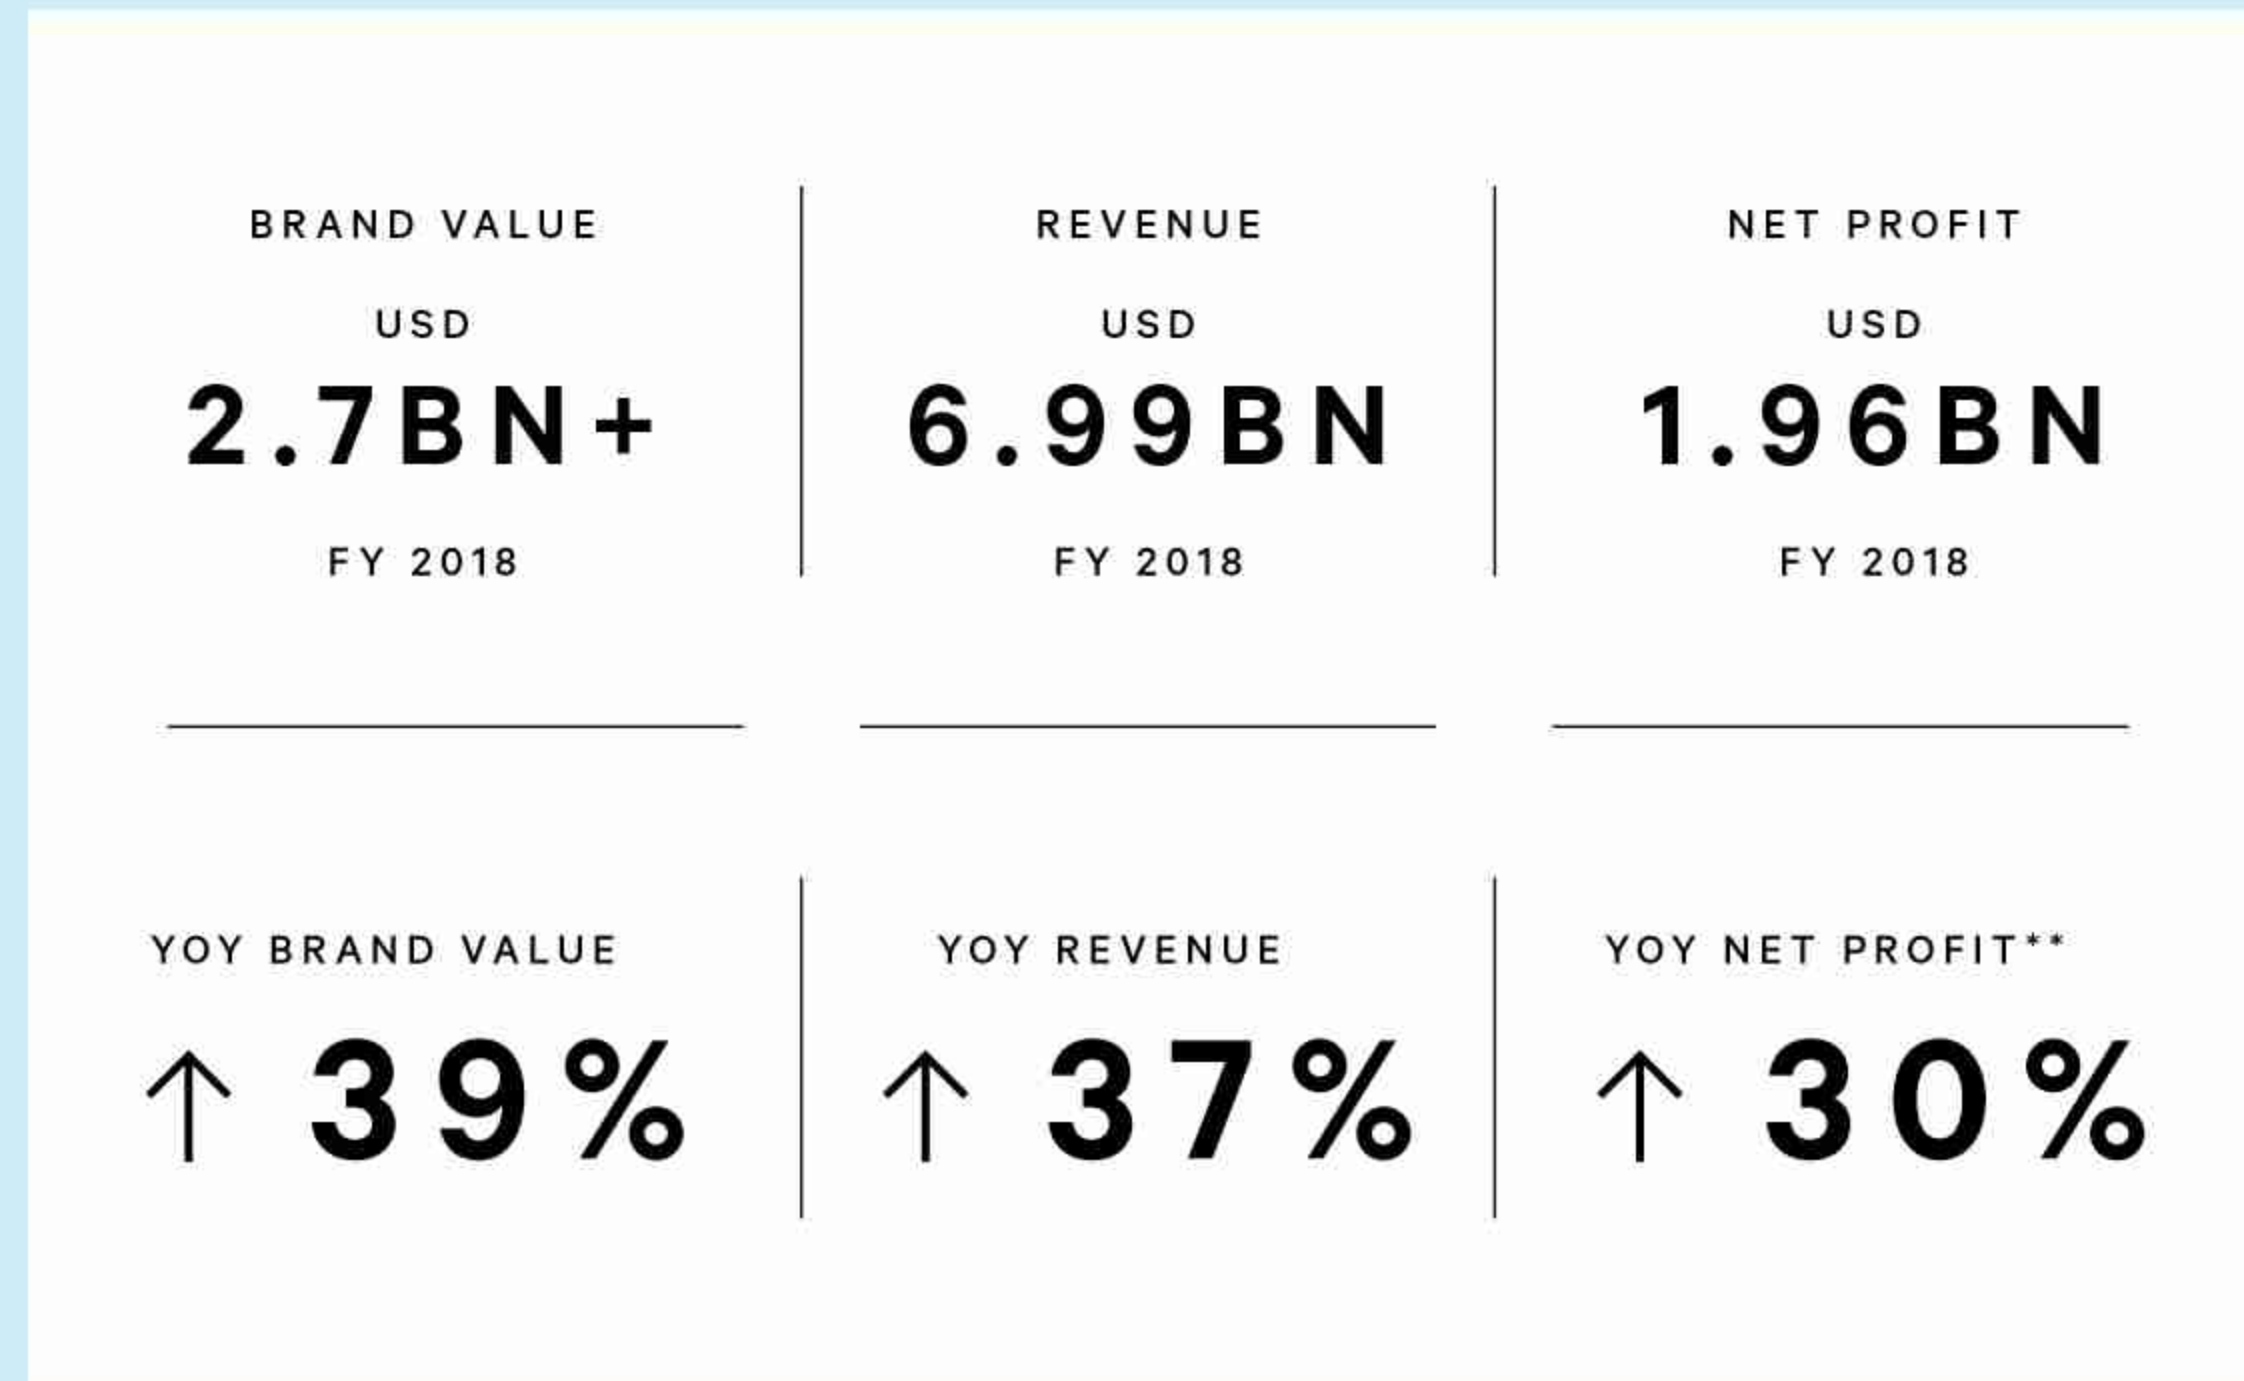 BRAND VALUE
USD
2.7BN+
FY 2018
REVENUE
USD
6.99BN
FY 2018
NET PROFIT
USD
1.96BN
FY 2018
YOY BRAND VALUE
↑ 39%
YOY REVENUE
↑ 37%
YOY NET PROFIT**
↑ 30%